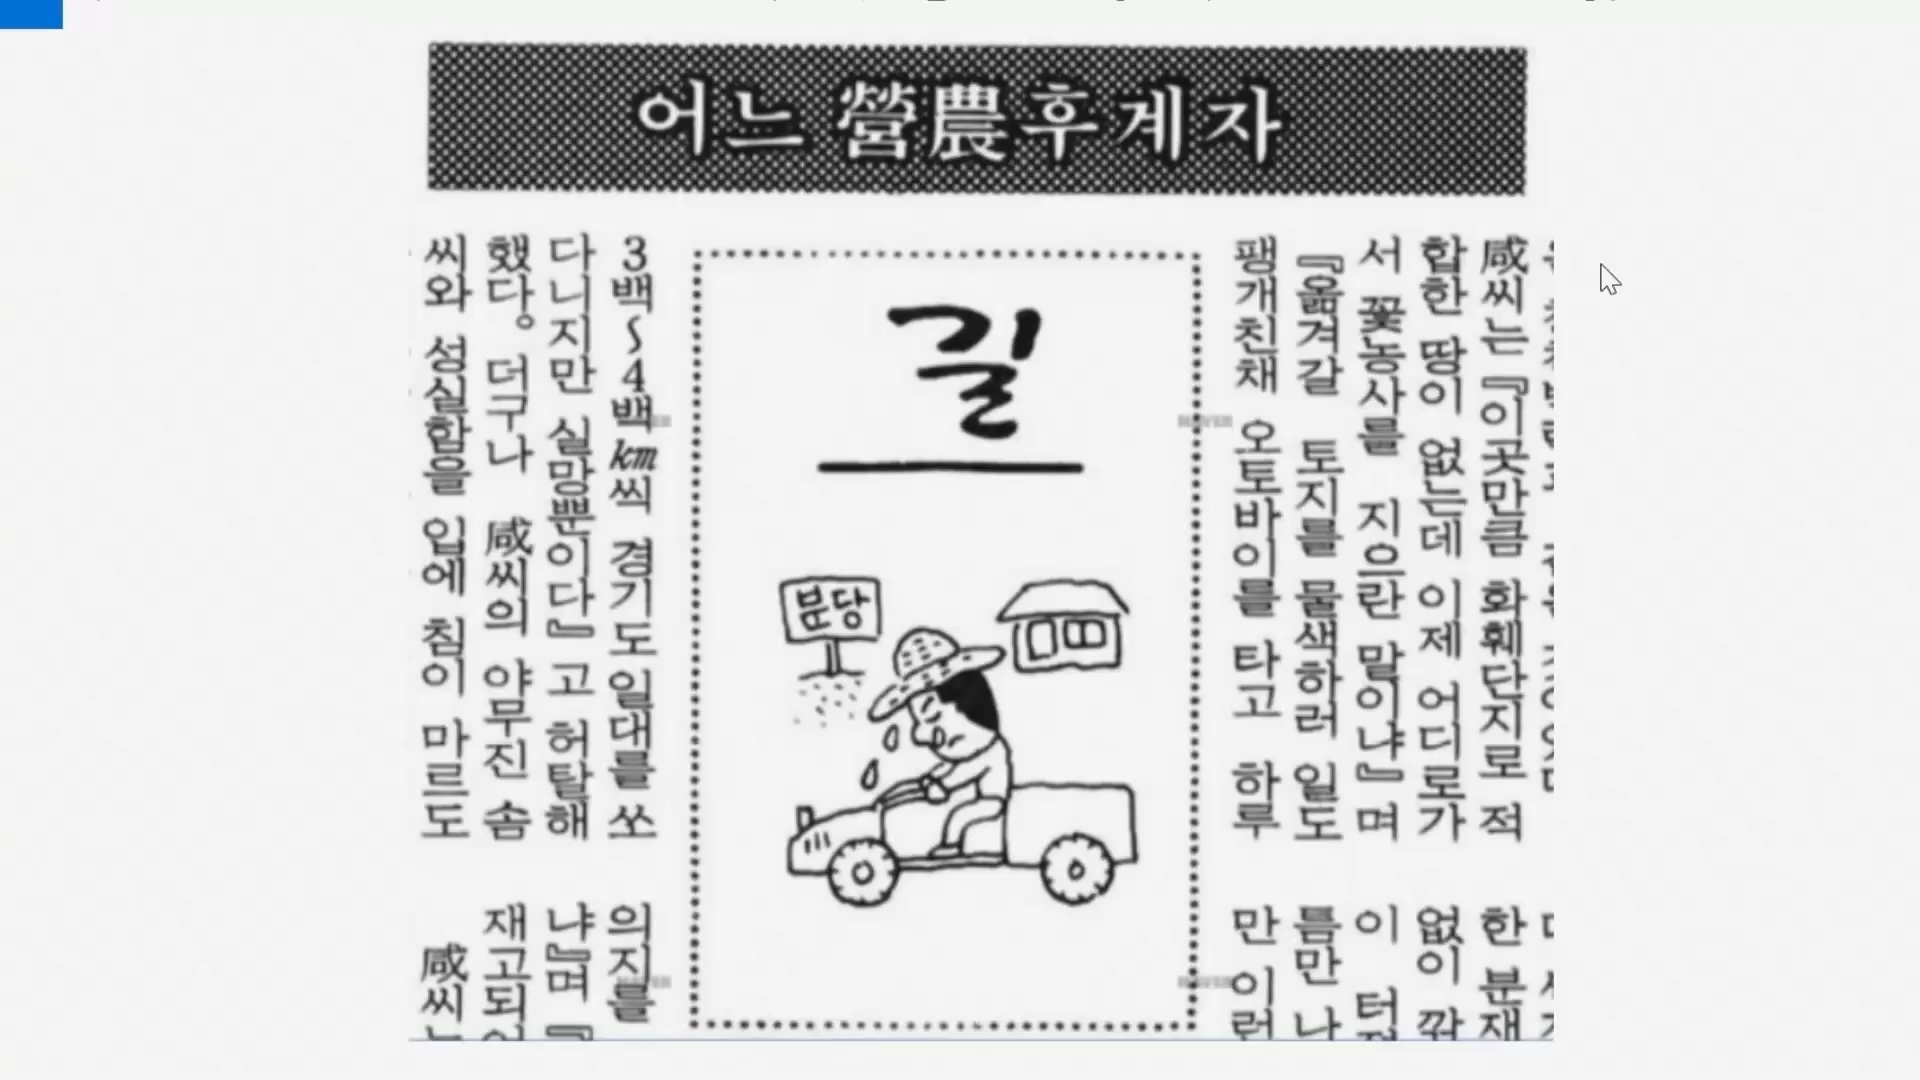 어느 營農후계자
咸씨는 『이곳만큼 화훼단지로 적
합한 땅이 없는데 이제 어디로가
서 꽃농사를 지으란 말이냐』며
『옮겨갈 토지를 물색하러 일도
팽개친채 오토바이를 타고 하루
길
분당
3백~4백㎞씩 경기도일대를 쏘
다니지만 실망뿐이다』고 허탈해
했다。 더구나 咸씨의 야무진 솜
씨와 성실함을 입에 침이 마르도
한 분재
없이
이 터
름만 나
만 이런
의지를
냐』며 『
재고되
咸씨